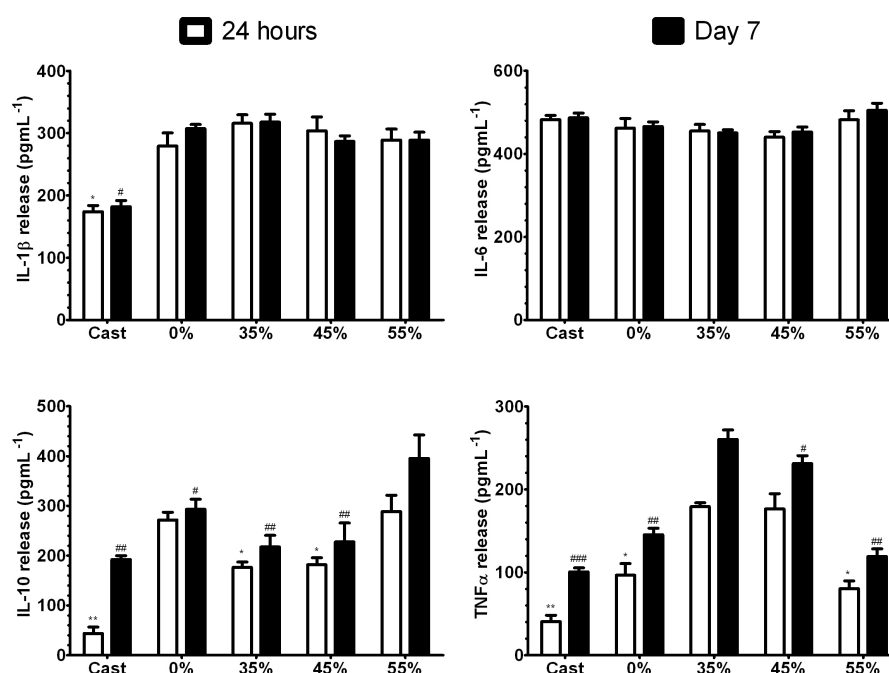 24 hours
Day 7
IL-1β release (pgmL⁻¹)
400
300
200
100
0
* #
Cast 0% 35% 45% 55%
IL-6 release (pgmL⁻¹)
600
400
200
0
Cast 0% 35% 45% 55%
IL-10 release (pgmL⁻¹)
500
400
300
200
100
0
** ## # * ## * ##
Cast 0% 35% 45% 55%
TNFα release (pgmL⁻¹)
300
200
100
0
** ### * ## # * ##
Cast 0% 35% 45% 55%